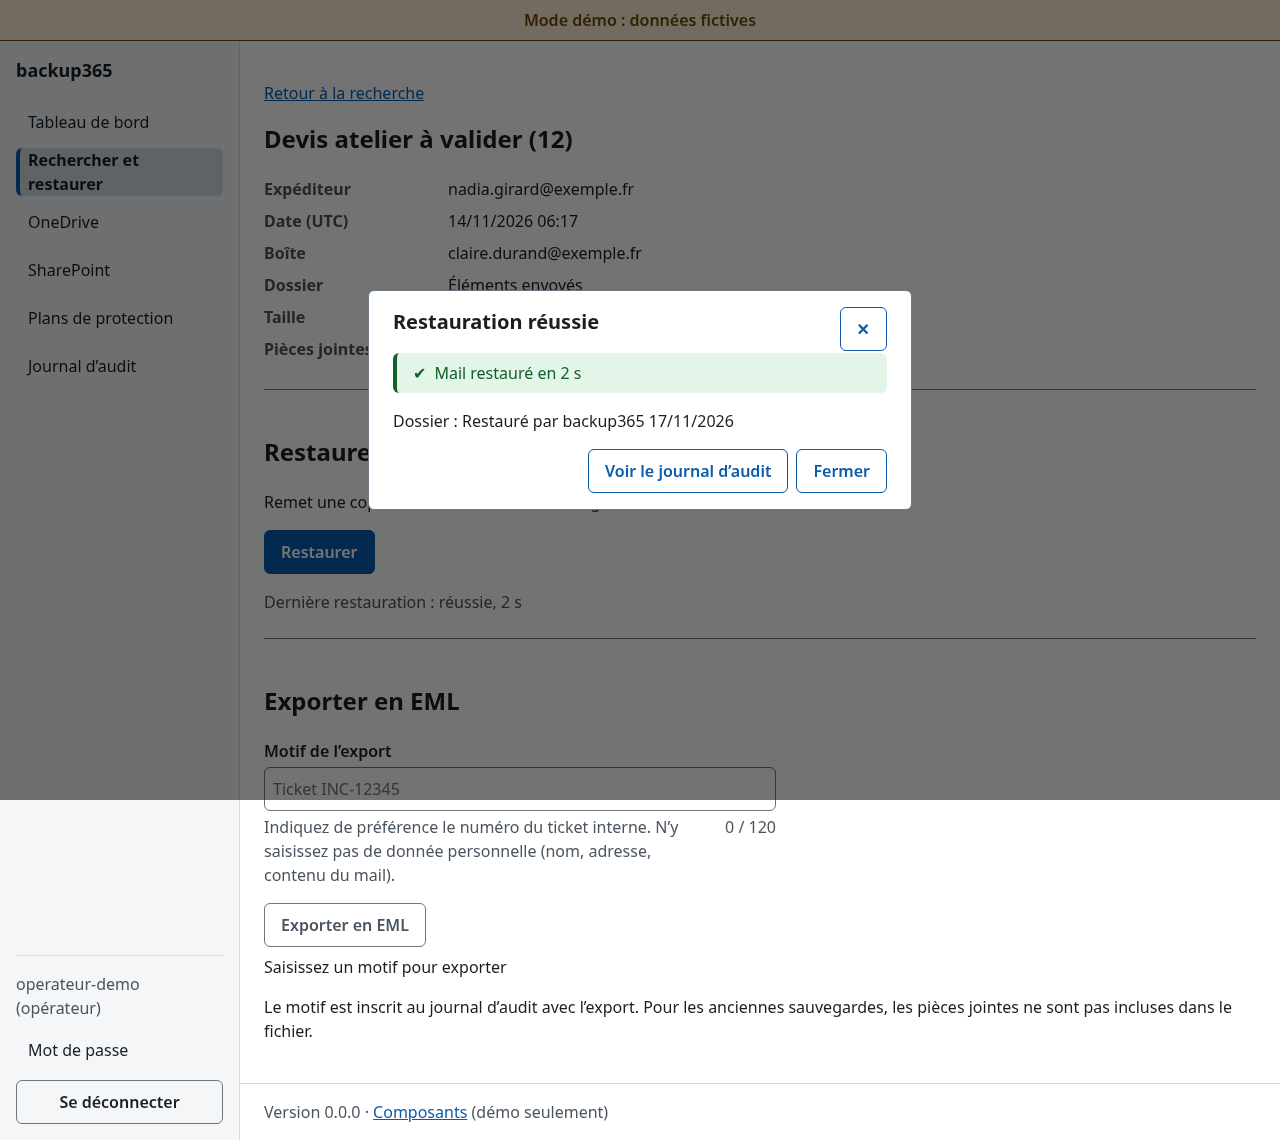 Mode démo : données fictives
backup365
Tableau de bord
Rechercher et
restaurer
OneDrive
SharePoint
Plans de protection
Journal d’audit
operateur-demo
(opérateur)
Mot de passe
Se déconnecter
Retour à la recherche
Devis atelier à valider (12)
Expéditeur nadia.girard@exemple.fr
Date (UTC) 14/11/2026 06:17
Boîte claire.durand@exemple.fr
Dossier Éléments envoyés
Taille
Pièces jointes
Restauration réussie ✕
✔ Mail restauré en 2 s
Dossier : Restauré par backup365 17/11/2026
Voir le journal d’audit Fermer
Remet une
Restaurer
Dernière restauration : réussie, 2 s
Exporter en EML
Motif de l’export
Ticket INC-12345
Indiquez de préférence le numéro du ticket interne. N’y 0 / 120
saisissez pas de donnée personnelle (nom, adresse,
contenu du mail).
Exporter en EML
Saisissez un motif pour exporter
Le motif est inscrit au journal d’audit avec l’export. Pour les anciennes sauvegardes, les pièces jointes ne sont pas incluses dans le
fichier.
Version 0.0.0 · Composants (démo seulement)